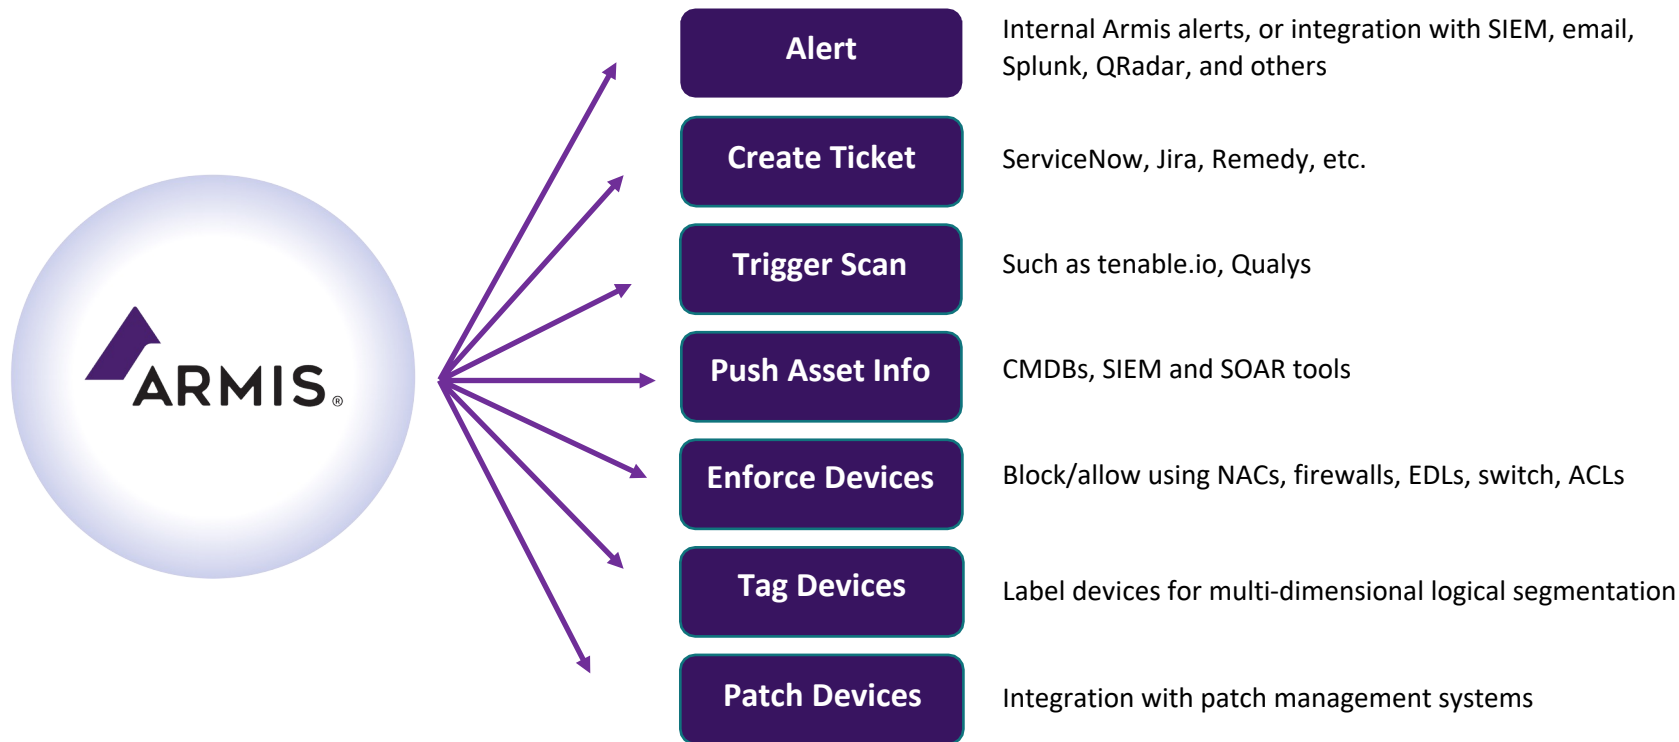 ARMIS®
Alert
Internal Armis alerts, or integration with SIEM, email,
Splunk, QRadar, and others
Create Ticket
ServiceNow, Jira, Remedy, etc.
Trigger Scan
Such as tenable.io, Qualys
Push Asset Info
CMDBs, SIEM and SOAR tools
Enforce Devices
Block/allow using NACs, firewalls, EDLs, switch, ACLs
Tag Devices
Label devices for multi-dimensional logical segmentation
Patch Devices
Integration with patch management systems